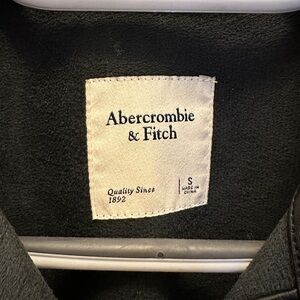 Abercrombie
& Fitch
Quality Since
1892
S
MADE IN
CHINA